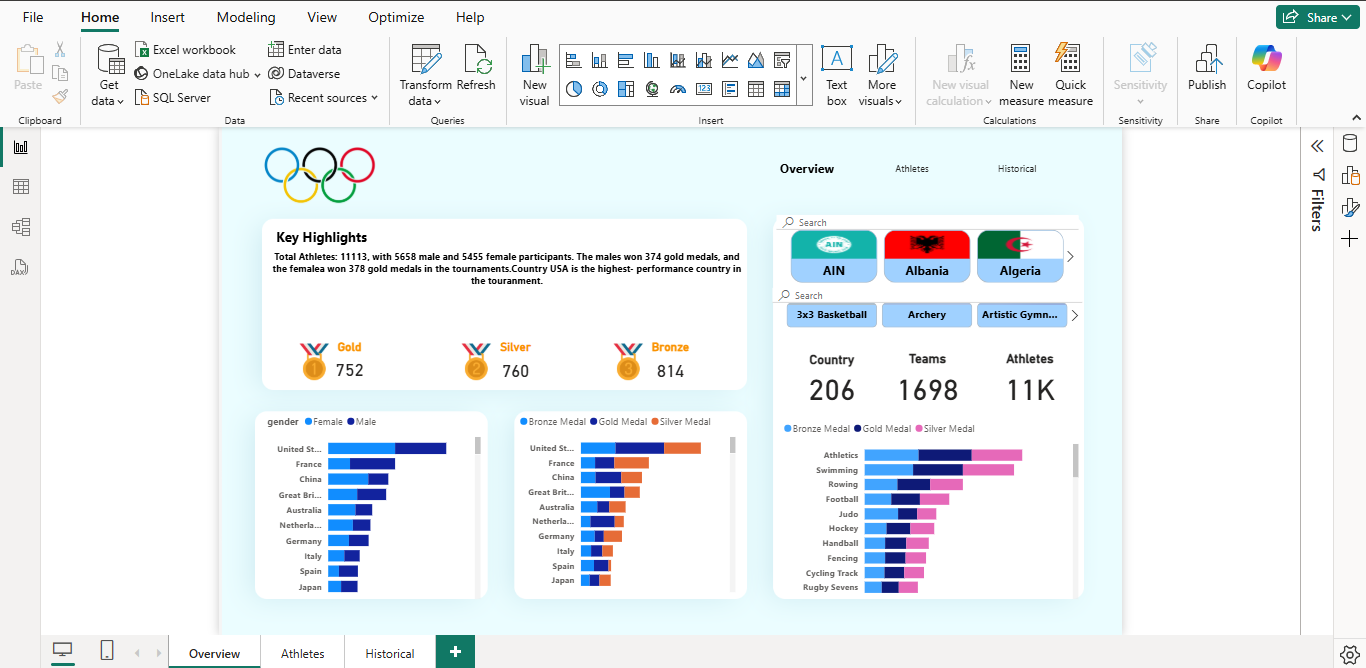 File Home Insert Modeling View Optimize Help Share
Paste
Clipboard
Get data
Excel workbook
OneLake data hub
SQL Server
Enter data
Dataverse
Recent sources
Data
Transform data
Refresh
Queries
New visual
123
A
Text box
More visuals
Insert
New visual calculation
New measure
Quick measure
Calculations
Sensitivity
Sensitivity
Publish
Share
Copilot
Copilot
DAX
Filters
Overview Athletes Historical
Key Highlights
Total Athletes: 11113, with 5658 male and 5455 female participants. The males won 374 gold medals, and
the femalea won 378 gold medals in the tournaments.Country USA is the highest- performance country in
the touranment.
1 Gold
752
2 Silver
760
3 Bronze
814
Search
AIN
AIN Albania Algeria
Search
3x3 Basketball Archery Artistic Gymn...
Country Teams Athletes
206 1698 11K
gender Female Male
United St...
France
China
Great Bri...
Australia
Netherla...
Germany
Italy
Spain
Japan
Bronze Medal Gold Medal Silver Medal
United St...
France
China
Great Brit...
Australia
Netherla...
Germany
Italy
Spain
Japan
Bronze Medal Gold Medal Silver Medal
Athletics
Swimming
Rowing
Football
Judo
Hockey
Handball
Fencing
Cycling Track
Rugby Sevens
Overview Athletes Historical +